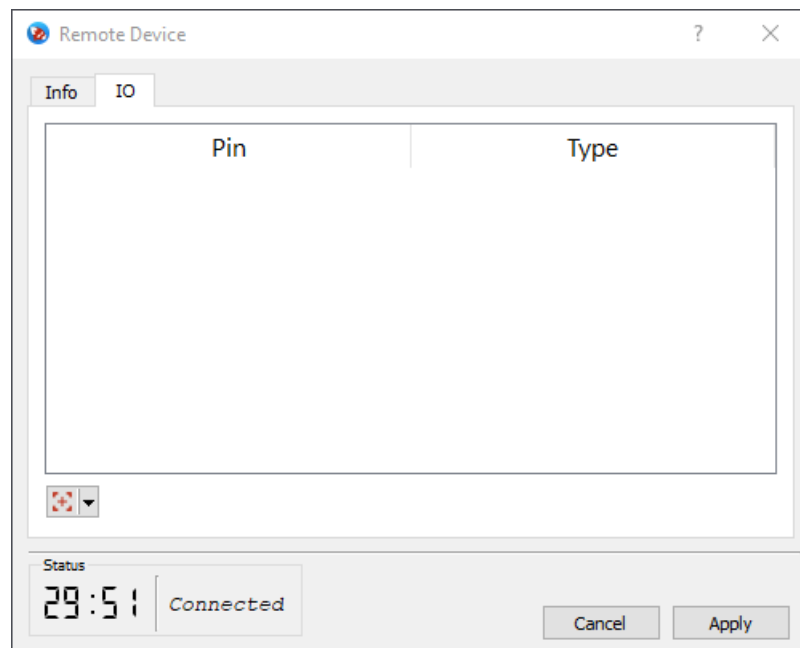 Remote Device ?
Info IO
Pin Type
Status
29:51 Connected
Cancel Apply